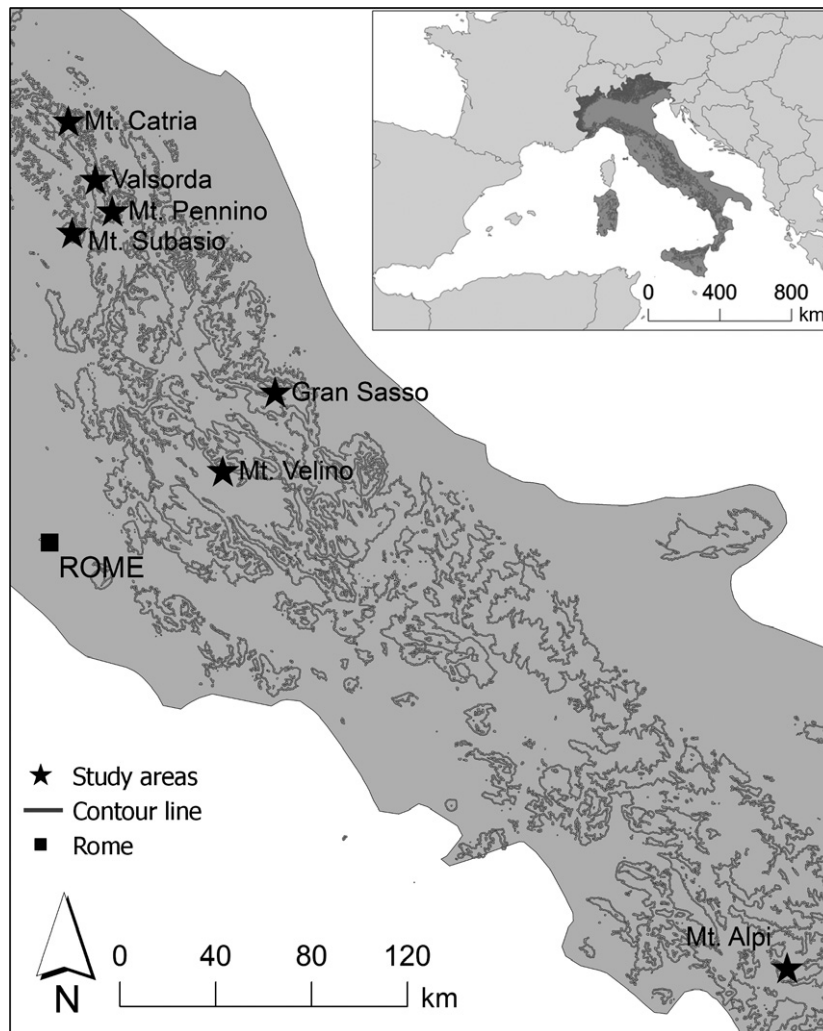 Mt. Catria
Valsorda
Mt. Pennino
Mt. Subasio
0 400 800
km
Gran Sasso
Mt. Velino
ROME
Study areas
Contour line
Rome
Mt. Alpi
0 40 80 120
km
N